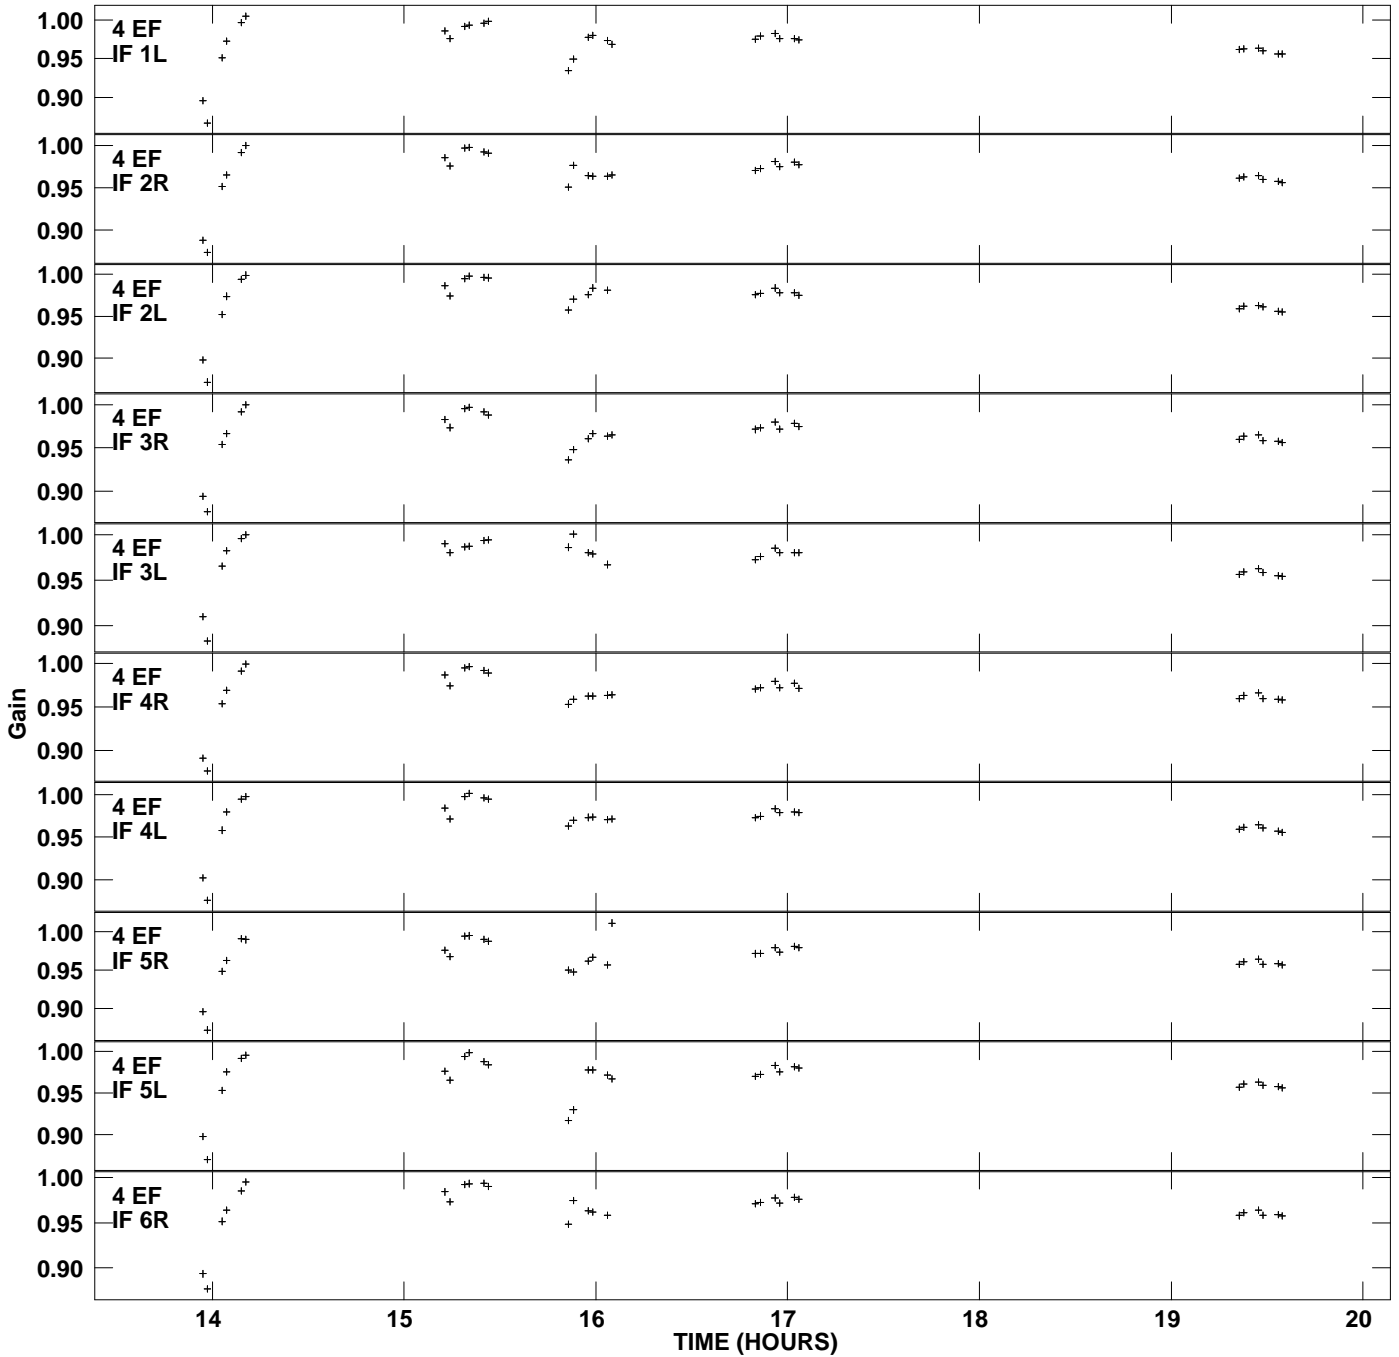 1.00
0.95
0.90
4 EF
IF 1L
1.00
0.95
0.90
4 EF
IF 2R
1.00
0.95
0.90
4 EF
IF 2L
1.00
0.95
0.90
4 EF
IF 3R
1.00
0.95
0.90
4 EF
IF 3L
1.00
0.95
0.90
4 EF
IF 4R
Gain
1.00
0.95
0.90
4 EF
IF 4L
1.00
0.95
0.90
4 EF
IF 5R
1.00
0.95
0.90
4 EF
IF 5L
1.00
0.95
0.90
4 EF
IF 6R
14 15 16 17 18 19 20
TIME (HOURS)